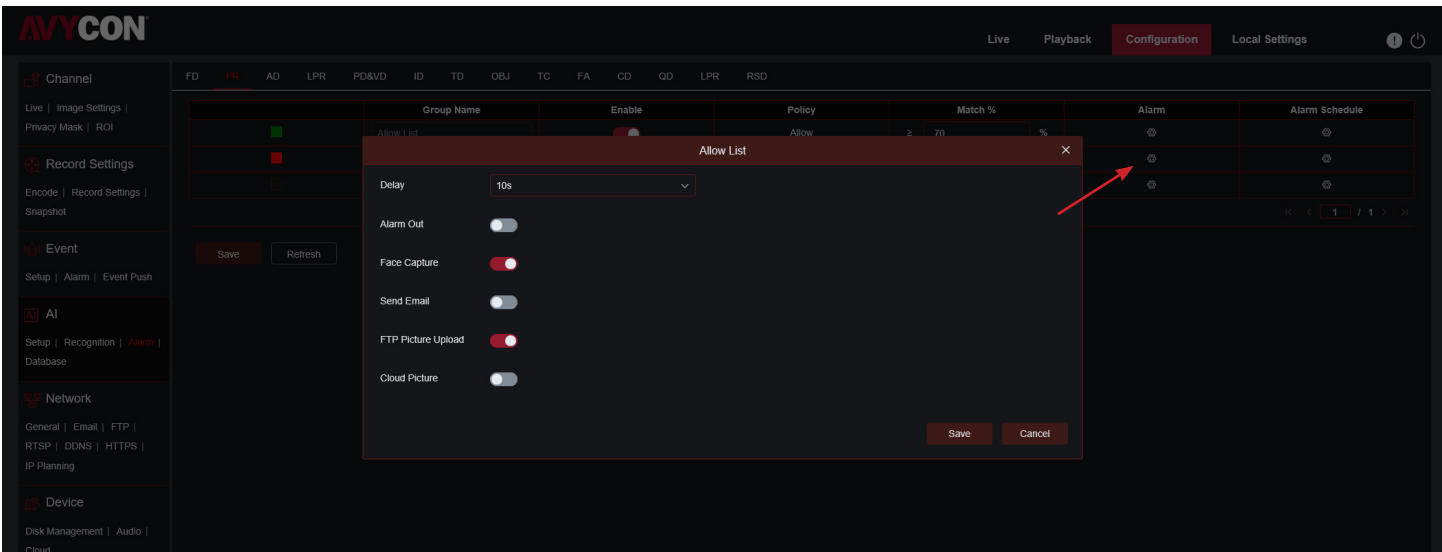 AVYCON
Live Playback Configuration Local Settings
Channel
Live | Image Settings |
Privacy Mask | ROI
Record Settings
Encode | Record Settings |
Snapshot
Event
Setup | Alarm | Event Push
AI AI
Setup | Recognition | Alarm |
Database
Network
General | Email | FTP |
RTSP | DDNS | HTTPS |
IP Planning
Device
Disk Management | Audio |
Cloud
FD FR AD LPR PD&VD ID TD OBJ TC FA CD QD LPR RSD
Group Name Enable Policy Match % Alarm Alarm Schedule
Allow List Allow ≥ 70 %
1 / 1
Save Refresh
Allow List
Delay 10s
Alarm Out
Face Capture
Send Email
FTP Picture Upload
Cloud Picture
Save Cancel